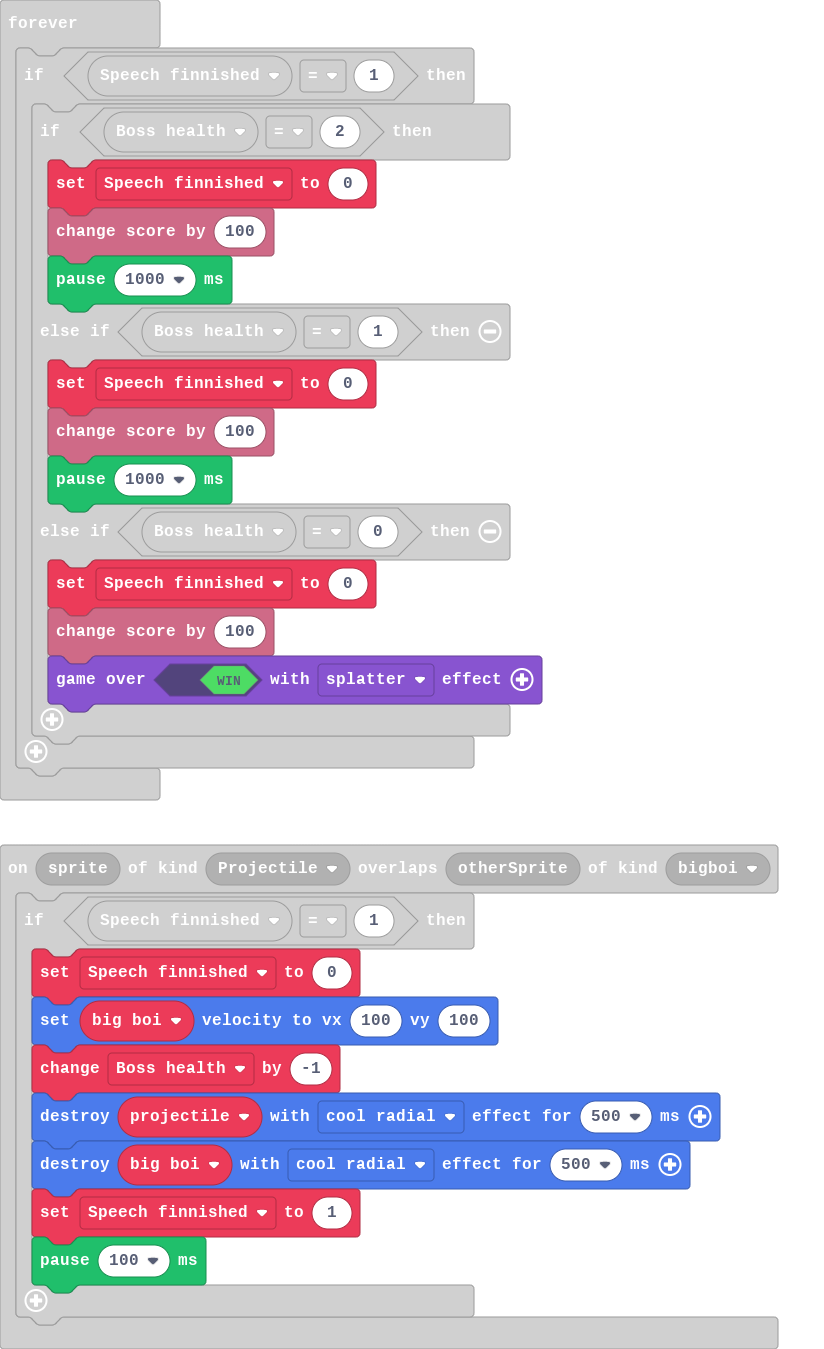 forever
if Speech finnished = 1 then
if Boss health = 2 then
set Speech finnished to 0
change score by 100
pause 1000 ms
else if Boss health = 1 then
set Speech finnished to 0
change score by 100
pause 1000 ms
else if Boss health = 0 then
set Speech finnished to 0
change score by 100
game over WIN with splatter effect
on sprite of kind Projectile overlaps otherSprite of kind bigboi
if Speech finnished = 1 then
set Speech finnished to 0
set big boi velocity to vx 100 vy 100
change Boss health by -1
destroy projectile with cool radial effect for 500 ms
destroy big boi with cool radial effect for 500 ms
set Speech finnished to 1
pause 100 ms